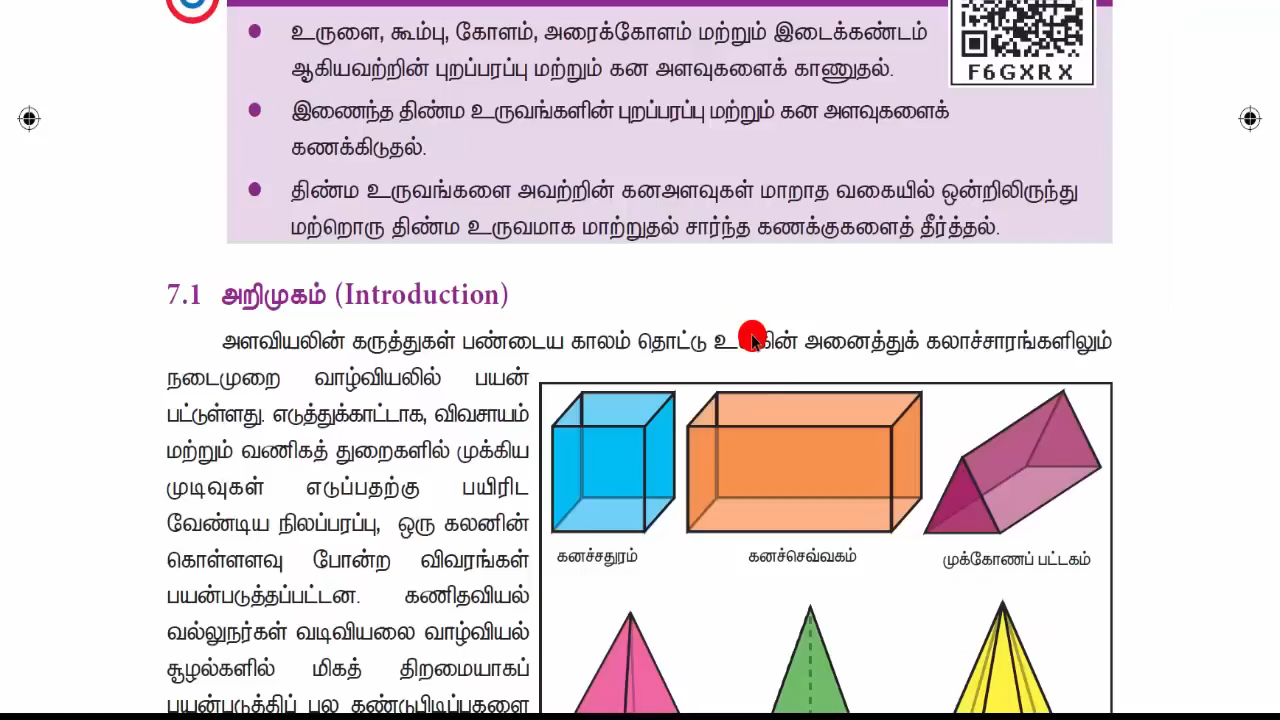 உருளை, கூம்பு, கோளம், அரைக்கோளம் மற்றும் இடைக்கண்டம்
ஆகியவற்றின் புறப்பரப்பு மற்றும் கன அளவுகளைக் காணுதல்.
F6GXRX
இணைந்த திண்ம உருவங்களின் புறப்பரப்பு மற்றும் கன அளவுகளைக்
கணக்கிடுதல்.
திண்ம உருவங்களை அவற்றின் கனஅளவுகள் மாறாத வகையில் ஒன்றிலிருந்து
மற்றொரு திண்ம உருவமாக மாற்றுதல் சார்ந்த கணக்குகளைத் தீர்த்தல்.
7.1 அறிமுகம் (Introduction)
அளவியலின் கருத்துகள் பண்டைய காலம் தொட்டு அனைத்துக் கலாச்சாரங்களிலும்
நடைமுறை வாழ்வியலில் பயன்
பட்டுள்ளது. எடுத்துக்காட்டாக, விவசாயம்
மற்றும் வணிகத் துறைகளில் முக்கிய
முடிவுகள் எடுப்பதற்கு பயிரிட
வேண்டிய நிலப்பரப்பு, ஒரு கலனின்
கொள்ளளவு போன்ற விவரங்கள்
பயன்படுத்தப்பட்டன. கணிதவியல்
வல்லுநர்கள் வடிவியலை வாழ்வியல்
சூழல்களில் மிகத் திறமையாகப்
பயன்படுத்திப் பல கண்டுபிடிப்புகளை
கனச்சதுரம்
கனச்செவ்வகம்
முக்கோணப் பட்டகம்